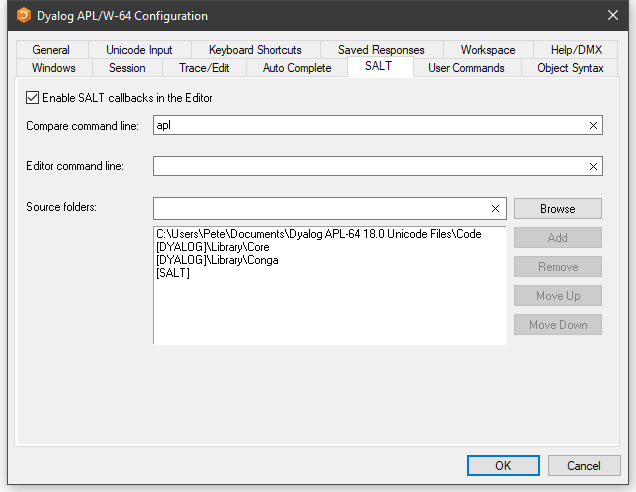 Dyalog APL/W-64 Configuration
General Unicode Input Keyboard Shortcuts Saved Responses Workspace Help/DMX
Windows Session Trace/Edit Auto Complete SALT User Commands Object Syntax
Enable SALT callbacks in the Editor
Compare command line: apl
Editor command line:
Source folders: Browse
C:\Users\Pete\Documents\Dyalog APL-64 18.0 Unicode Files\Code
[DYALOG]\Library\Core
[DYALOG]\Library\Conga
[SALT]
Add
Remove
Move Up
Move Down
OK Cancel